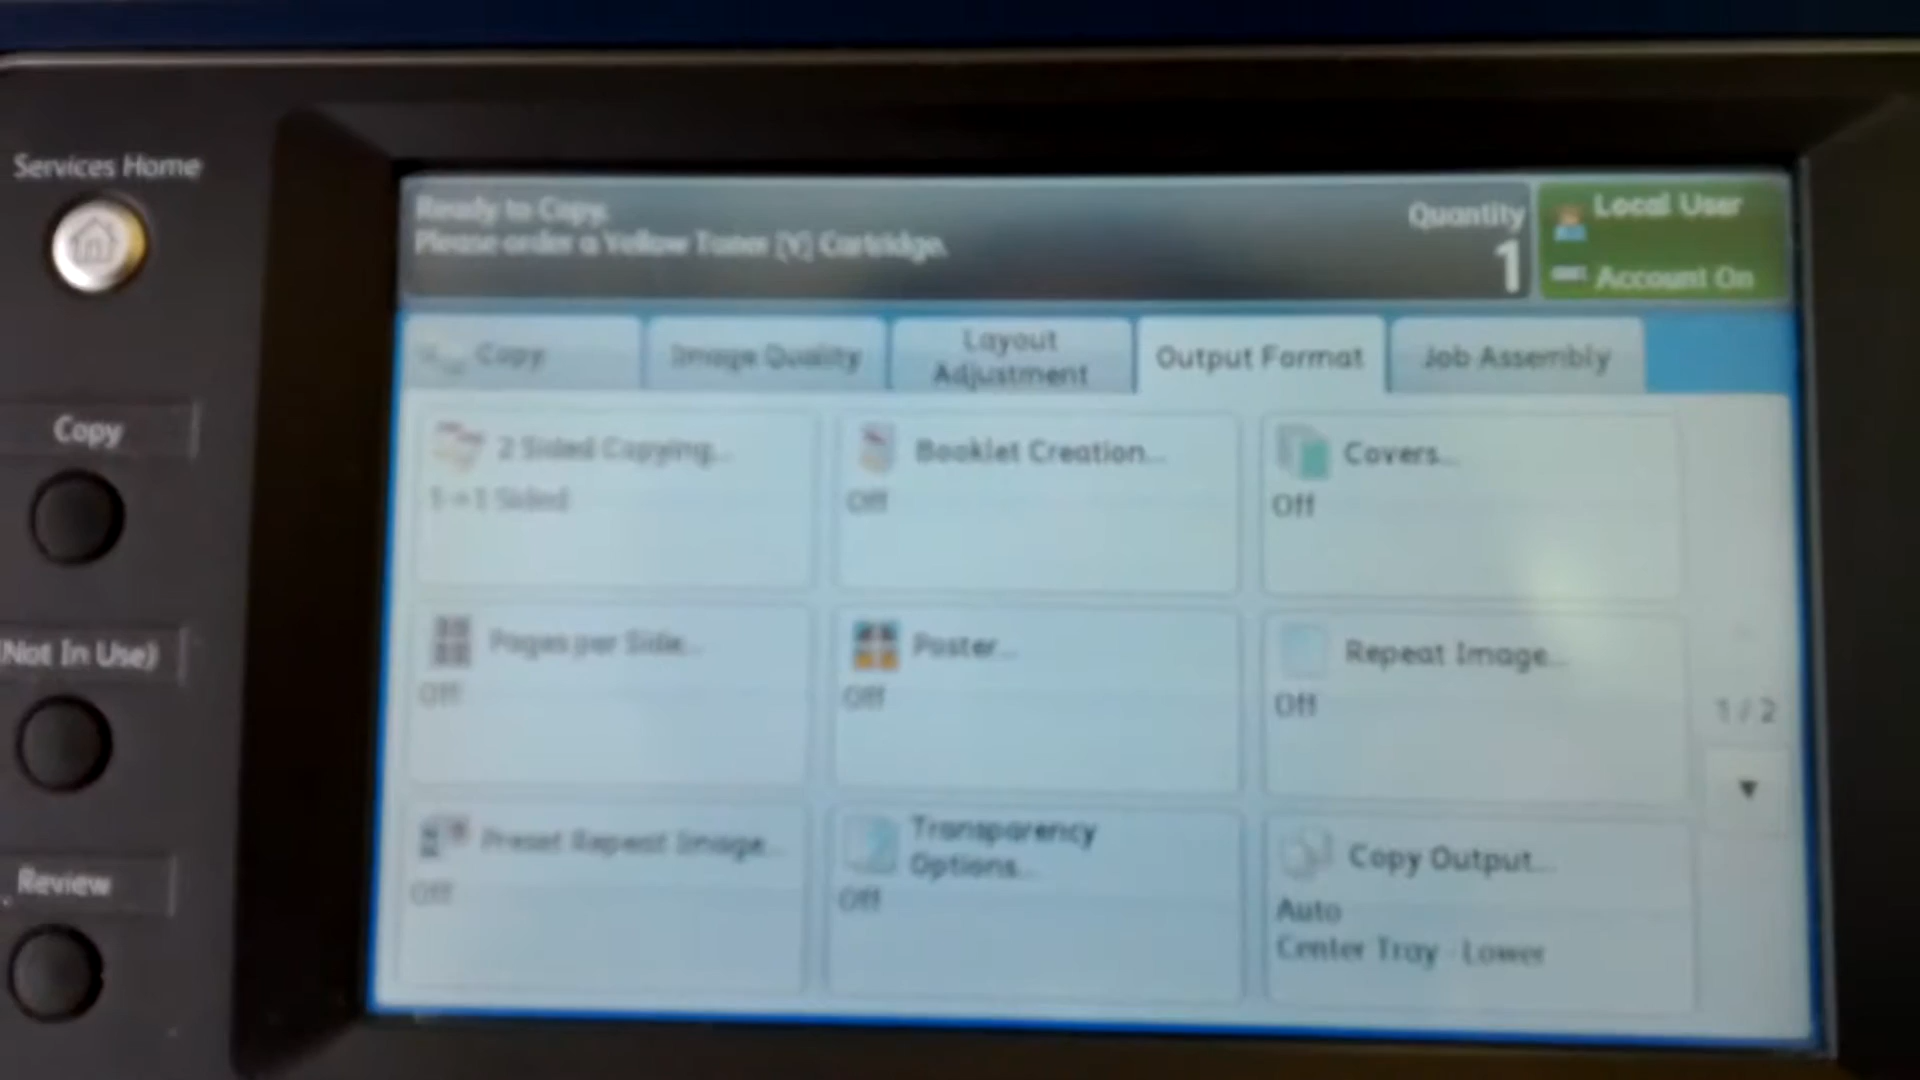 Services Home
Ready to Copy.
Please order a Yellow Toner [Y] Cartridge.
Quantity
1
Local User
Account On
Copy
Image Quality
Layout
Adjustment
Output Format
Job Assembly
Copy
2 Sided Copying...
1→1 Sided
Booklet Creation...
Off
Covers...
Off
(Not In Use)
Pages per Side...
Off
Poster...
Off
Repeat Image...
Off
1 / 2
Review
Preset Repeat Image...
Off
Transparency
Options...
Off
Copy Output...
Auto
Center Tray - Lower